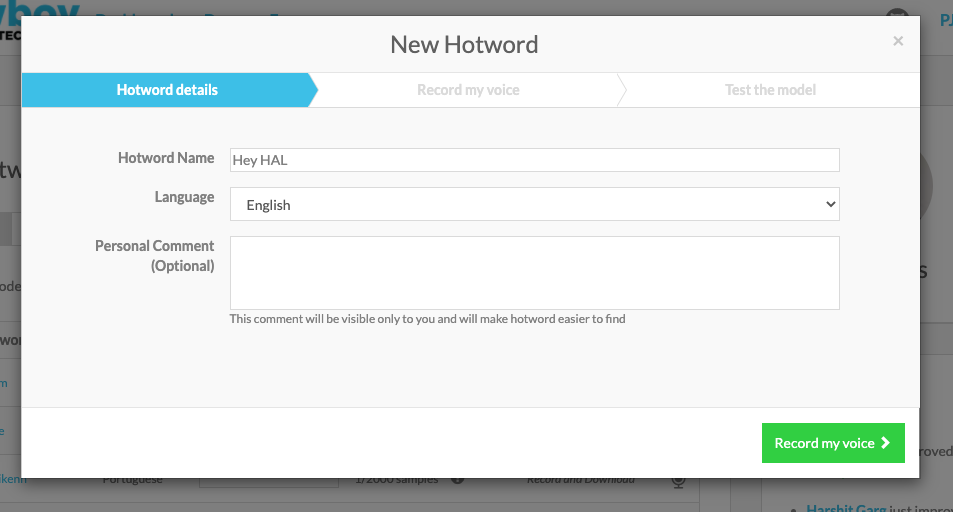 New Hotword
×
Hotword details
Record my voice
Test the model
Hotword Name
Hey HAL
Language
English
Personal Comment
(Optional)
This comment will be visible only to you and will make hotword easier to find
Record my voice
Portuguese
1/2000 samples
Record and Download
Harshit Garg just